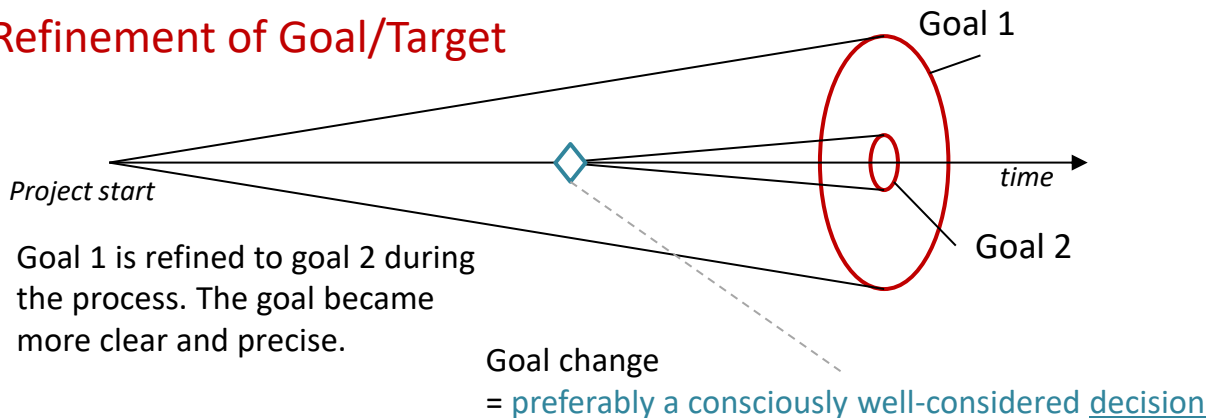 Refinement of Goal/Target
Goal 1
Project start
time
Goal 2
Goal 1 is refined to goal 2 during
the process. The goal became
more clear and precise.
Goal change
= preferably a consciously well-considered decision